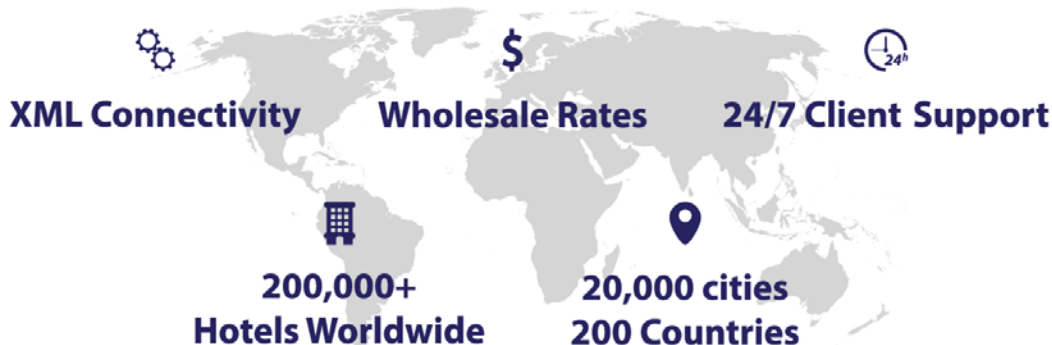 $
24h
XML Connectivity
Wholesale Rates
24/7 Client Support
200,000+
Hotels Worldwide
20,000 cities
200 Countries